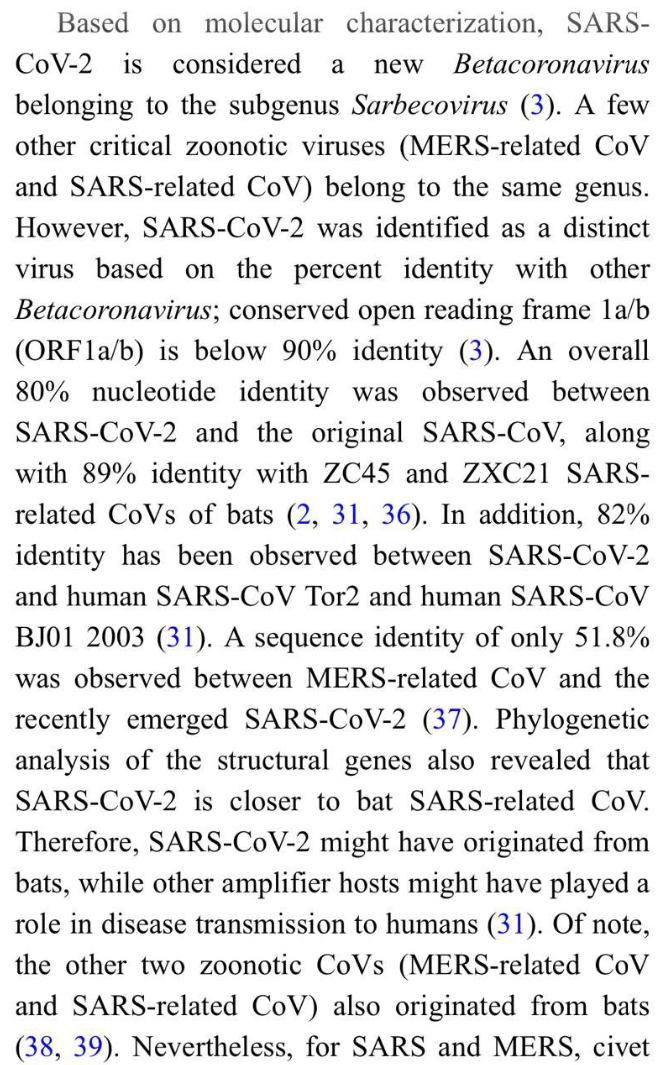 Based on molecular characterization, SARS-
CoV-2 is considered a new Betacoronavirus
belonging to the subgenus Sarbecovirus (3). A few
other critical zoonotic viruses (MERS-related CoV
and SARS-related CoV) belong to the same genus.
However, SARS-CoV-2 was identified as a distinct
virus based on the percent identity with other
Betacoronavirus; conserved open reading frame 1a/b
(ORF1a/b) is below 90% identity (3). An overall
80% nucleotide identity was observed between
SARS-CoV-2 and the original SARS-CoV, along
with 89% identity with ZC45 and ZXC21 SARS-
related CoVs of bats (2, 31, 36). In addition, 82%
identity has been observed between SARS-CoV-2
and human SARS-CoV Tor2 and human SARS-CoV
BJ01 2003 (31). A sequence identity of only 51.8%
was observed between MERS-related CoV and the
recently emerged SARS-CoV-2 (37). Phylogenetic
analysis of the structural genes also revealed that
SARS-CoV-2 is closer to bat SARS-related CoV.
Therefore, SARS-CoV-2 might have originated from
bats, while other amplifier hosts might have played a
role in disease transmission to humans (31). Of note,
the other two zoonotic CoVs (MERS-related CoV
and SARS-related CoV) also originated from bats
(38, 39). Nevertheless, for SARS and MERS, civet